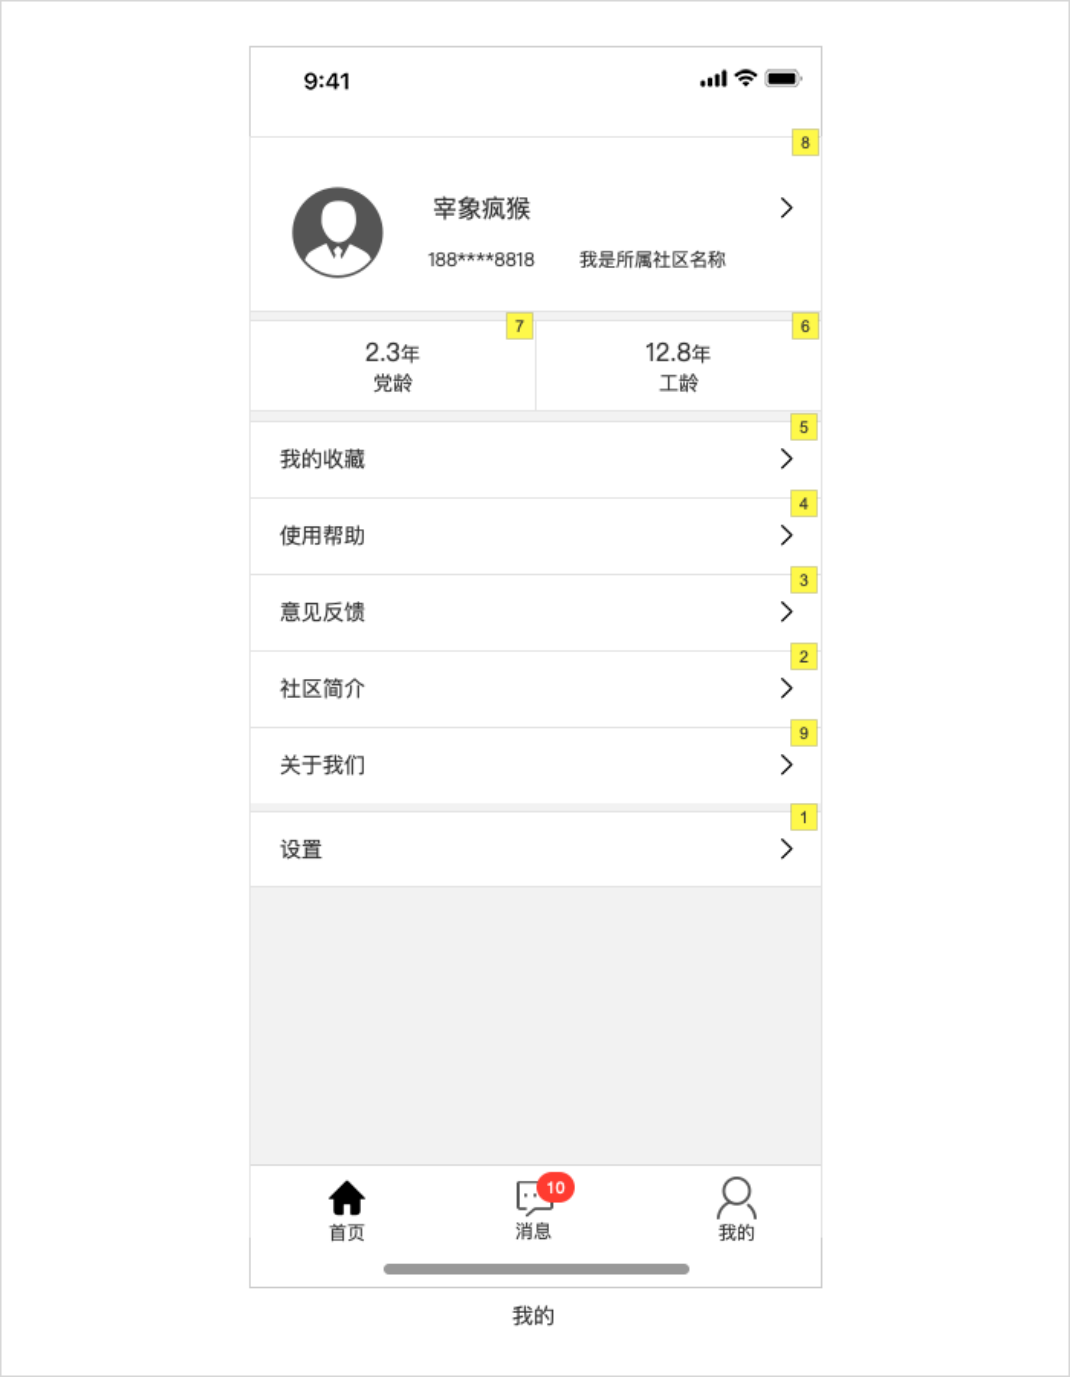 9:41
8
宰象疯猴
188****8818 我是所属社区名称
7
6
2.3年
党龄
12.8年
工龄
5
我的收藏
4
使用帮助
3
意见反馈
2
社区简介
9
关于我们
1
设置
10
首页
消息
我的
我的